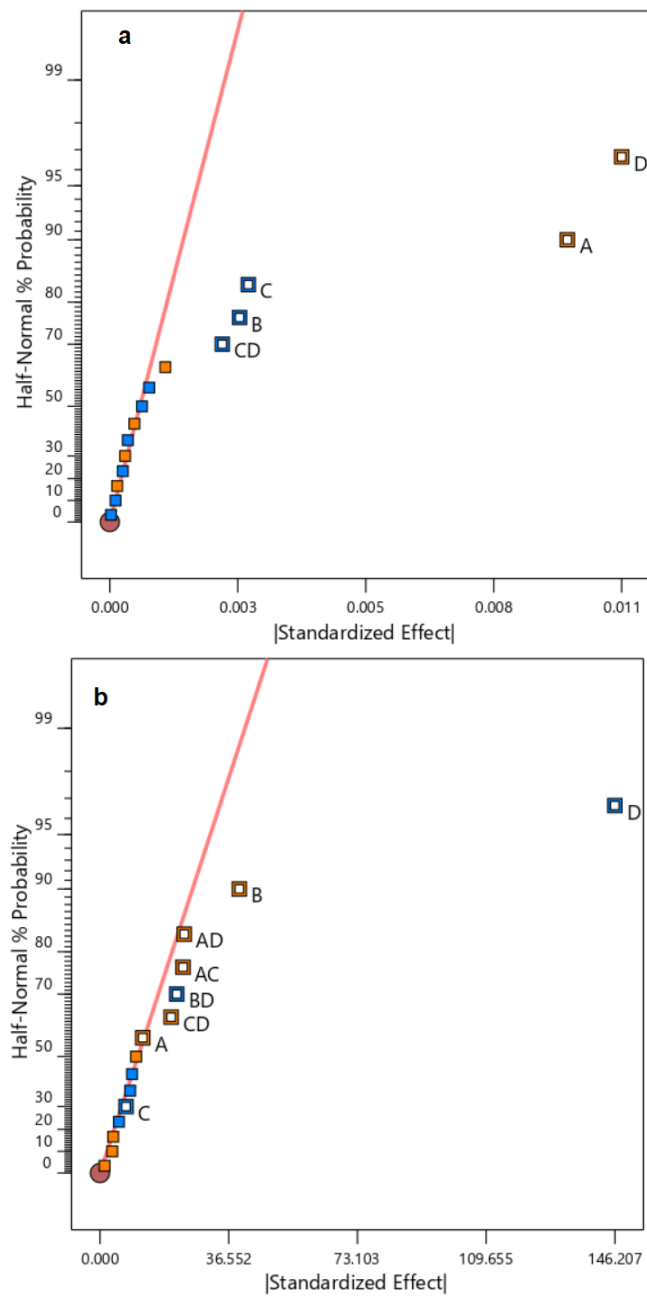 a
99
95
90
80
70
50
30
20
10
0
Half-Normal % Probability
D
A
C
B
CD
0.000 0.003 0.005 0.008 0.011
|Standardized Effect|
b
99
95
90
80
70
50
30
20
10
0
Half-Normal % Probability
D
B
AD
AC
BD
CD
A
C
0.000 36.552 73.103 109.655 146.207
|Standardized Effect|